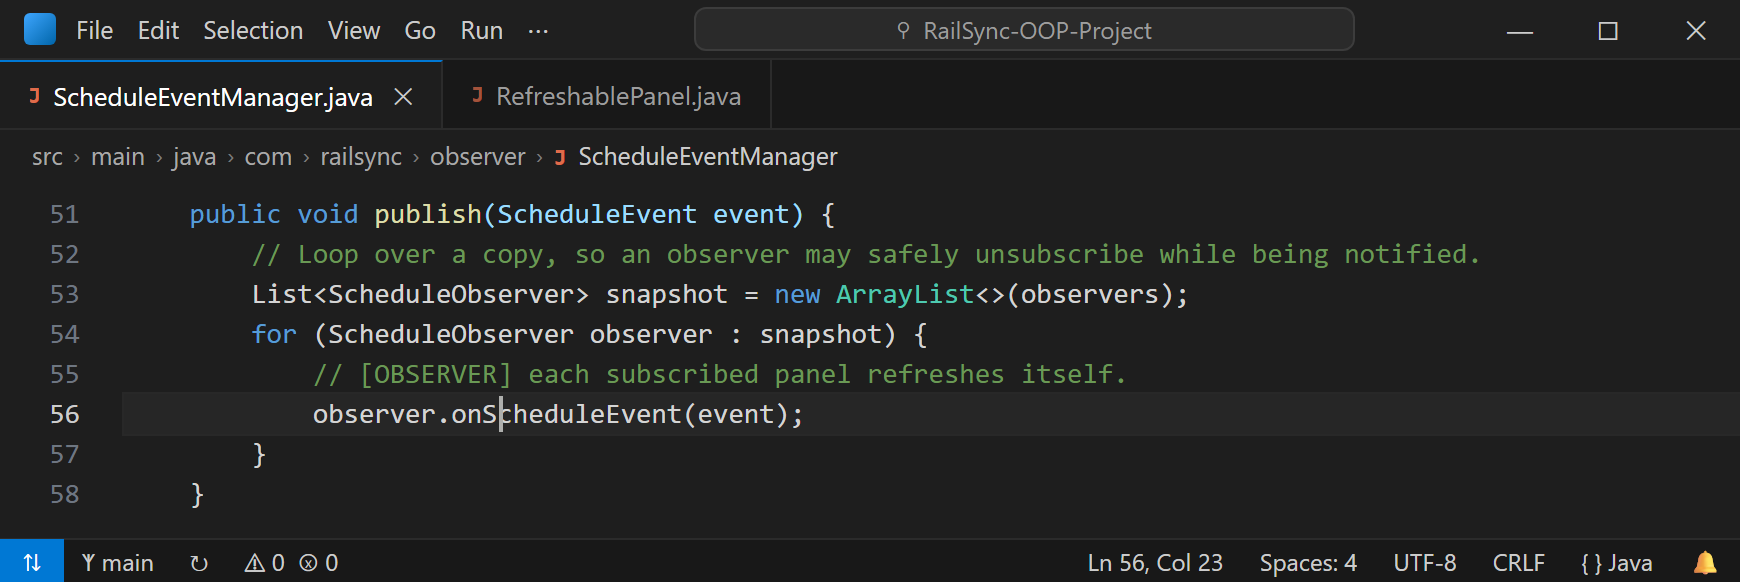 File Edit Selection View Go Run ··· RailSync-OOP-Project
J ScheduleEventManager.java J RefreshablePanel.java
src › main › java › com › railsync › observer › J ScheduleEventManager
51 public void publish(ScheduleEvent event) {
52 // Loop over a copy, so an observer may safely unsubscribe while being notified.
53 List<ScheduleObserver> snapshot = new ArrayList<>(observers);
54 for (ScheduleObserver observer : snapshot) {
55 // [OBSERVER] each subscribed panel refreshes itself.
56 observer.onScheduleEvent(event);
57 }
58 }
main 0 0 Ln 56, Col 23 Spaces: 4 UTF-8 CRLF { } Java